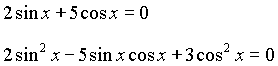 2 sin x + 5 cos x = 0
2 sin² x − 5 sin x cos x + 3 cos² x = 0